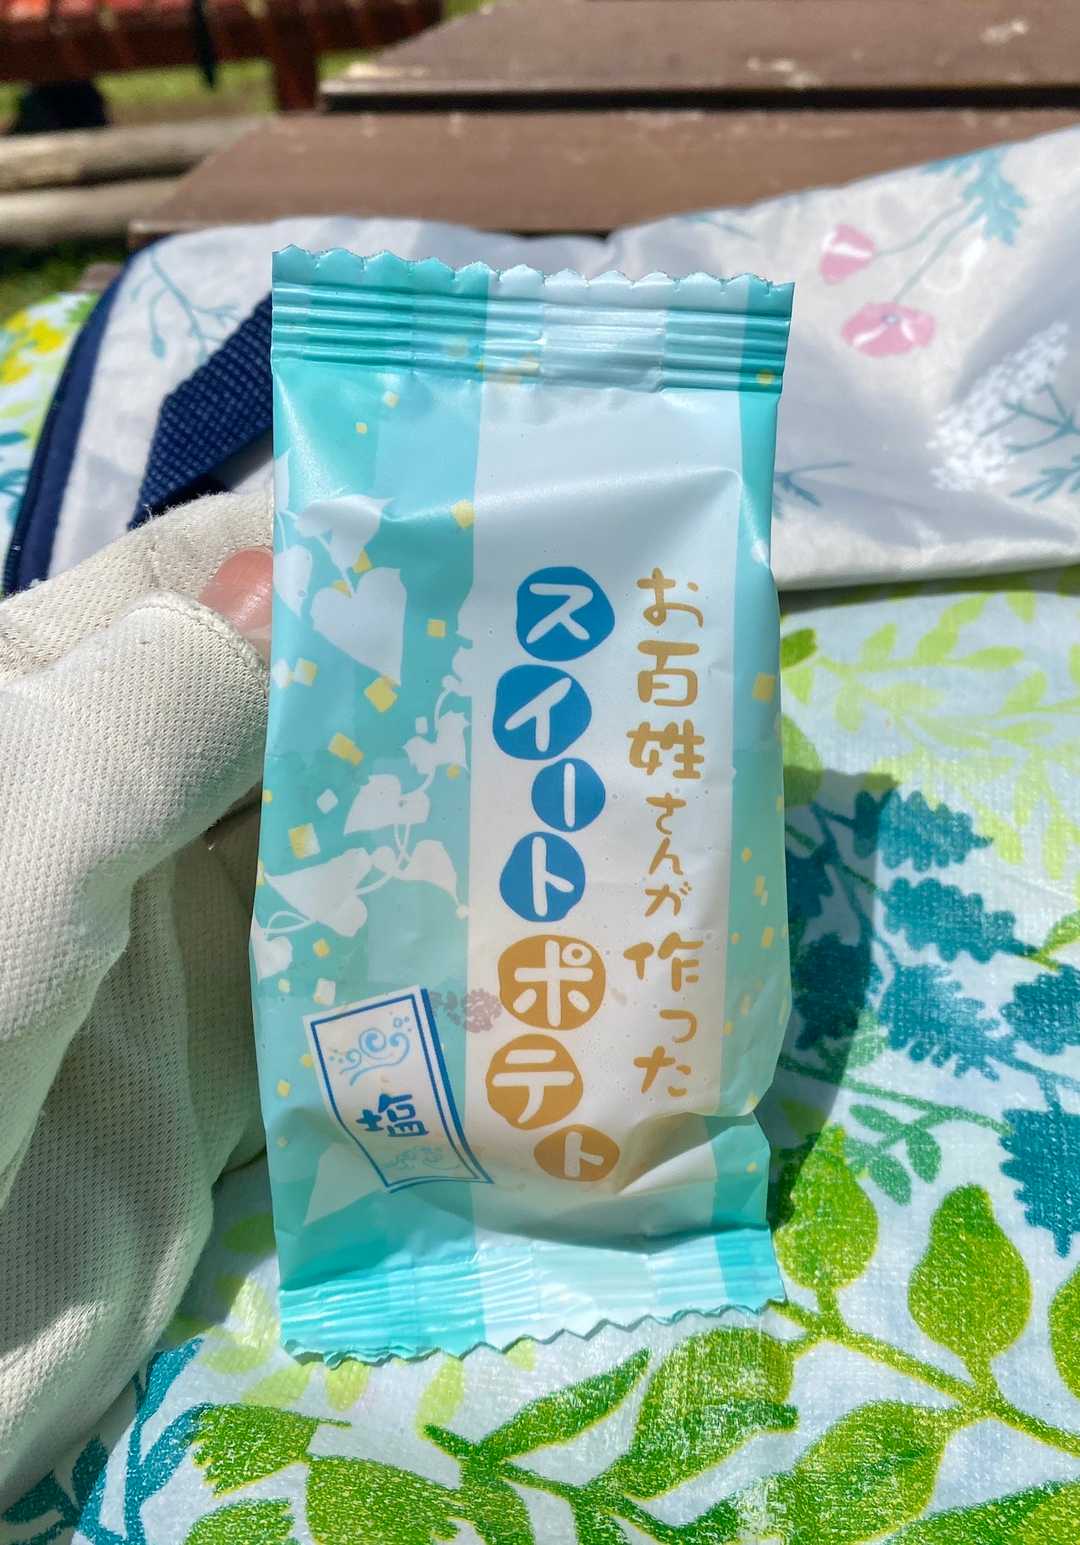 お百姓さんが作った
スイートポテト
塩